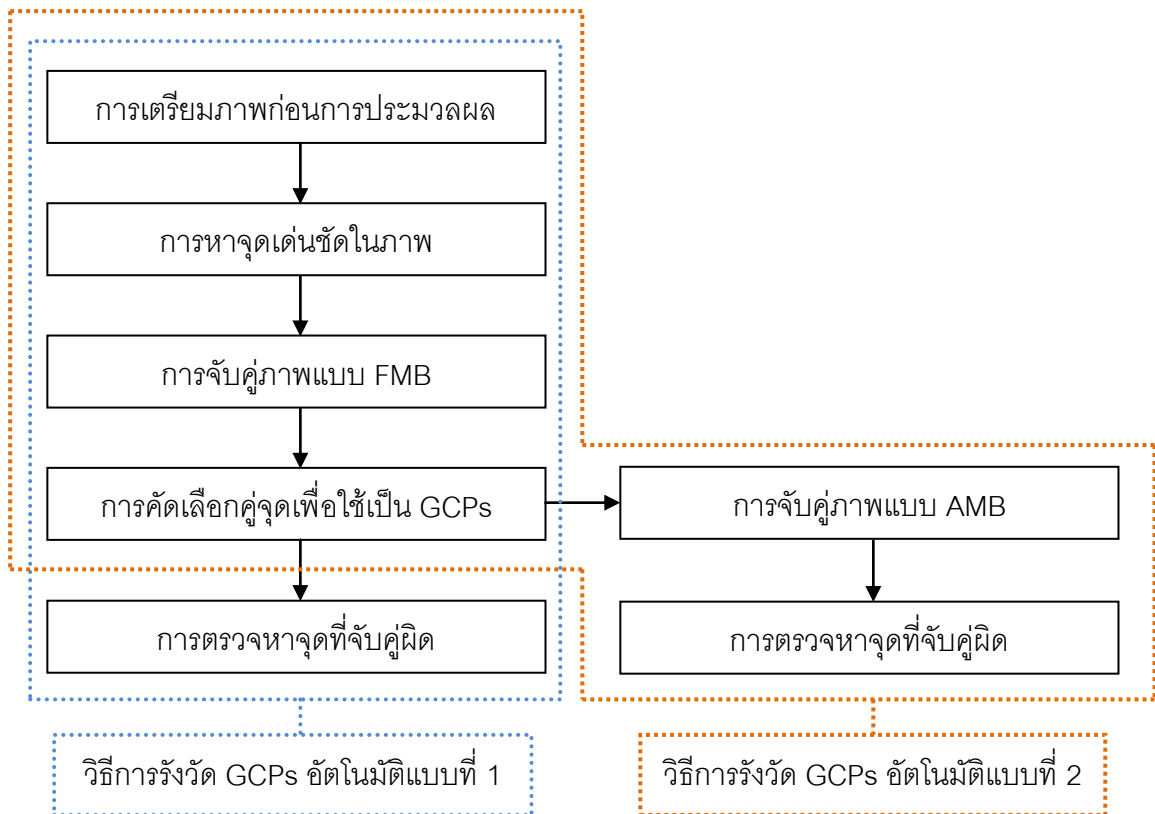 การเตรียมภาพก่อนการประมวลผล
การหาจุดเด่นชัดในภาพ
การจับคู่ภาพแบบ FMB
การคัดเลือกคู่จุดเพื่อใช้เป็น GCPs
การจับคู่ภาพแบบ AMB
การตรวจหาจุดที่จับคู่ผิด
การตรวจหาจุดที่จับคู่ผิด
วิธีการรังวัด GCPs อัตโนมัติแบบที่ 1
วิธีการรังวัด GCPs อัตโนมัติแบบที่ 2